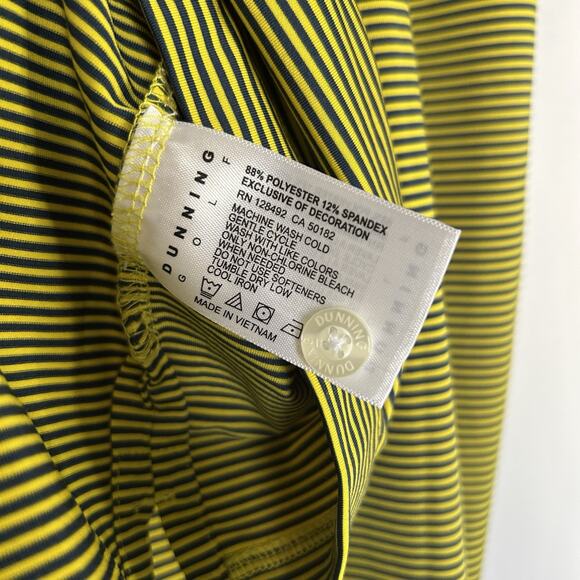 DUNNING
GOLF
88% POLYESTER 12% SPANDEX
EXCLUSIVE OF DECORATION
RN 128492 CA 50182
MACHINE WASH COLD
GENTLE CYCLE
WASH WITH LIKE COLORS
ONLY NON-CHLORINE BLEACH
WHEN NEEDED
DO NOT USE SOFTENERS
TUMBLE DRY LOW
COOL IRON
MADE IN VIETNAM
DUNNING
DUNNING